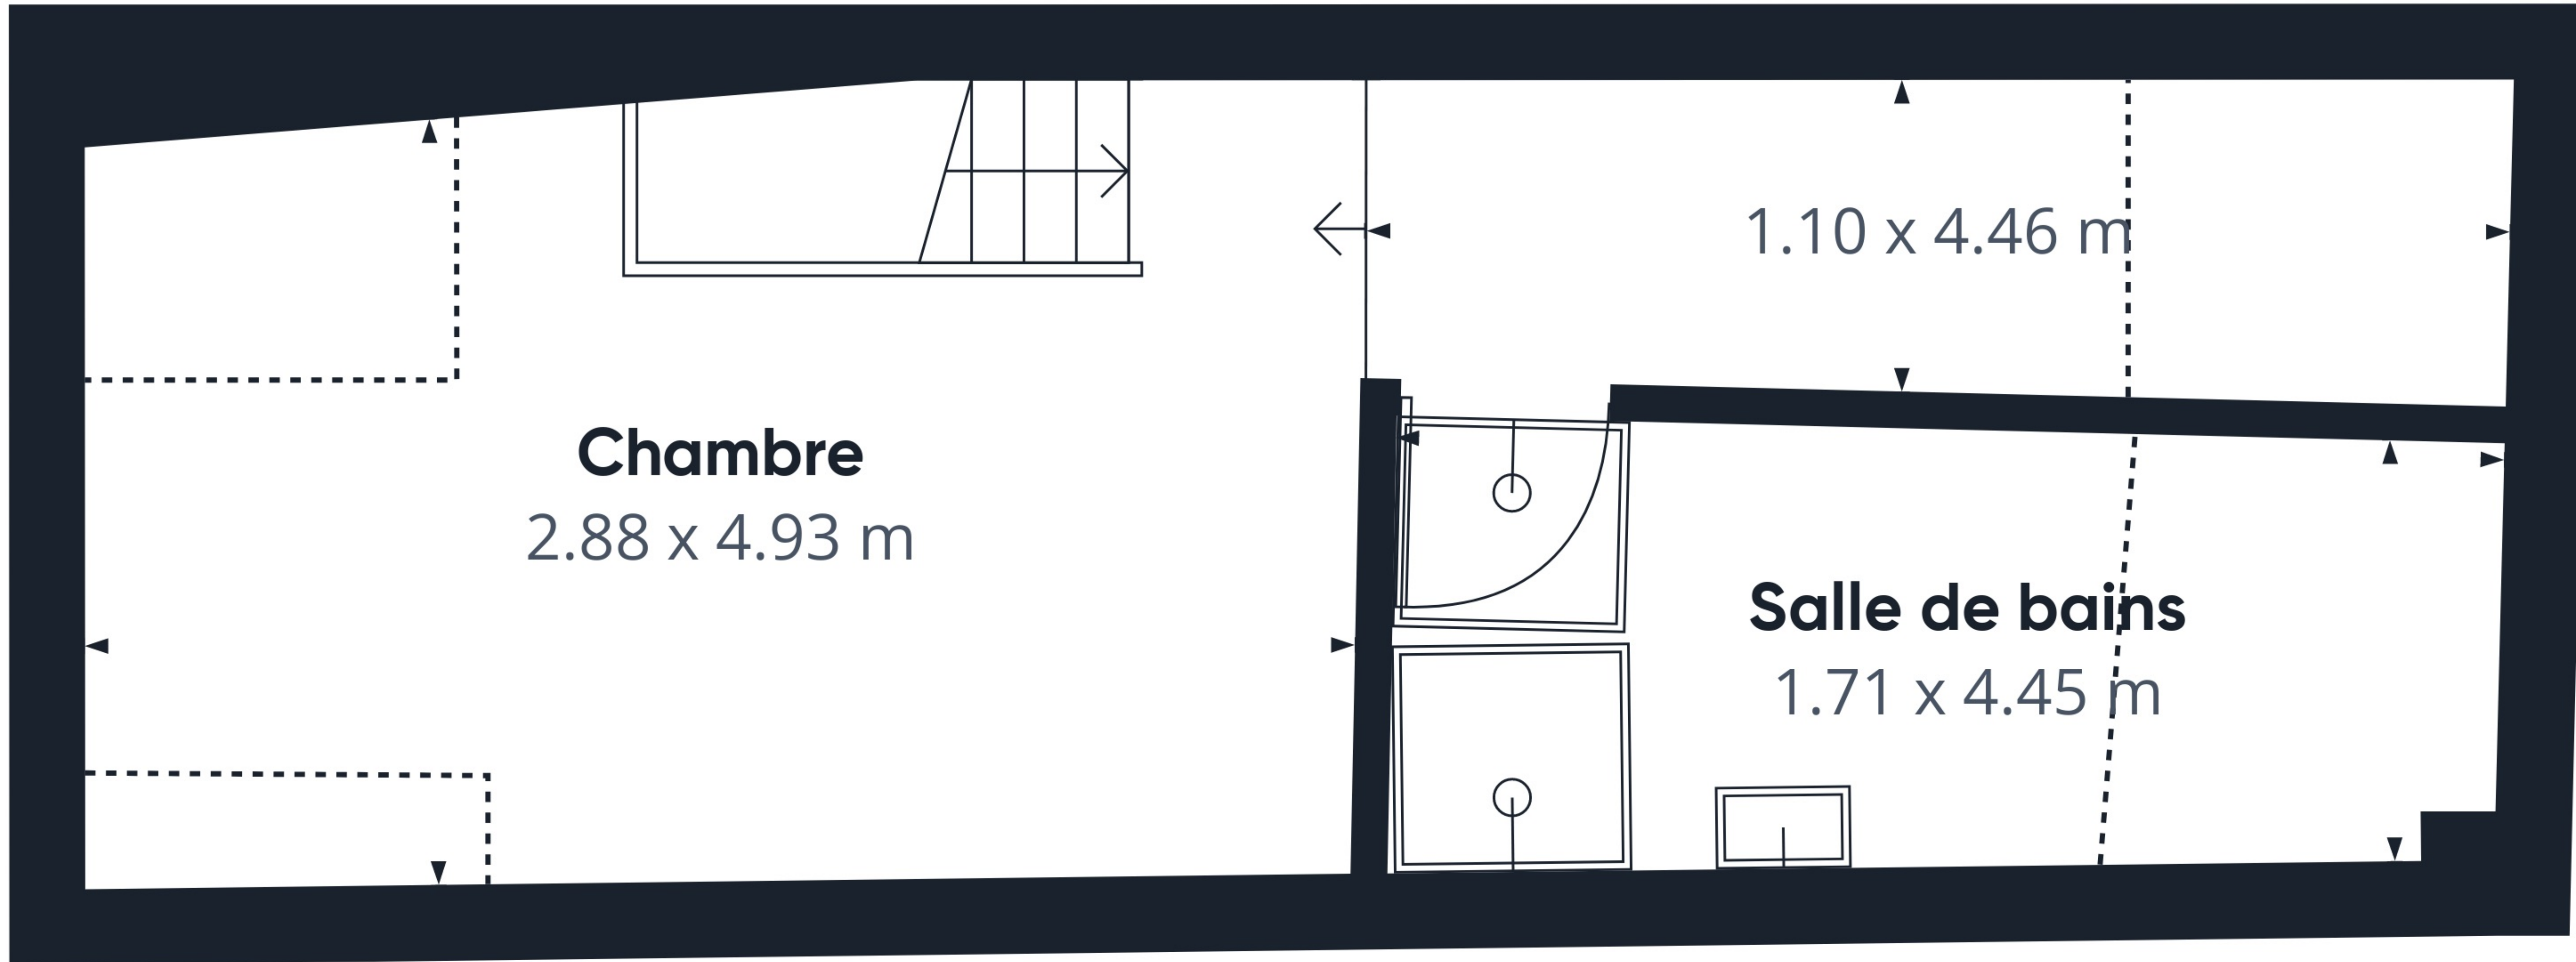 1.10 x 4.46 m
Chambre
2.88 x 4.93 m
Salle de bains
1.71 x 4.45 m